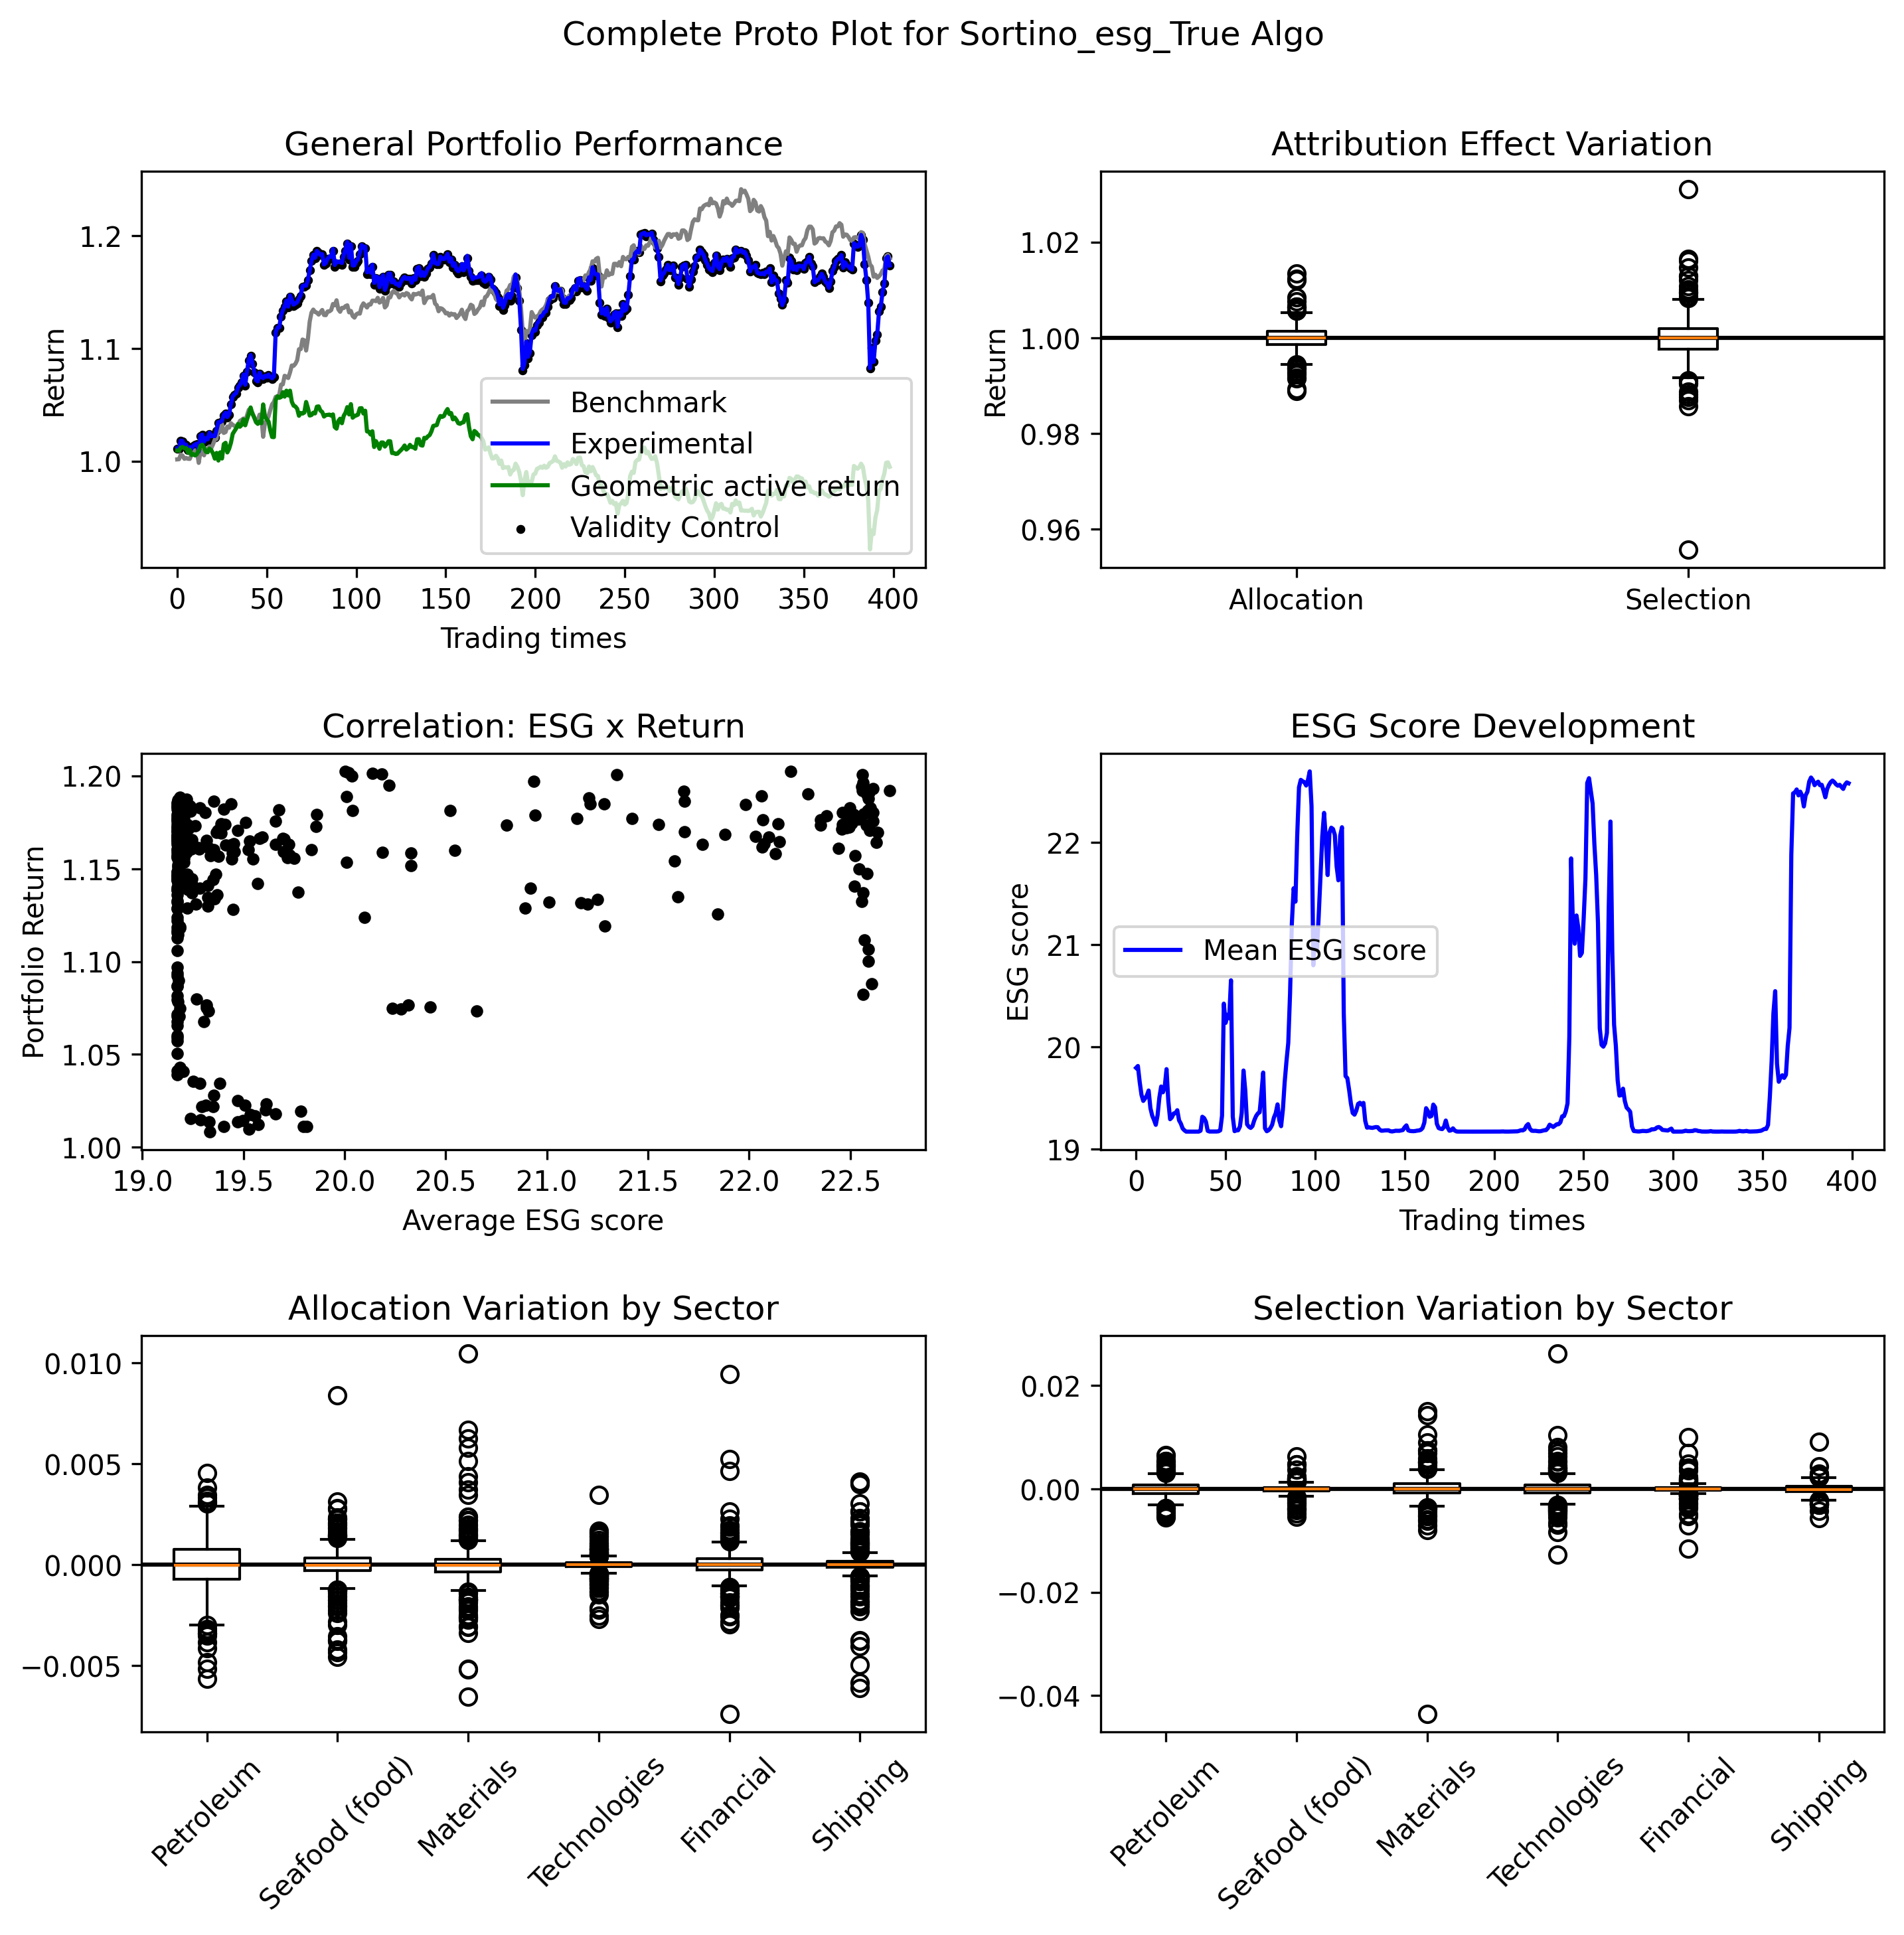 Complete Proto Plot for Sortino_esg_True Algo
General Portfolio Performance
Return
1.2
1.1
1.0
Benchmark
Experimental
Geometric active return
Validity Control
0 50 100 150 200 250 300 350 400
Trading times
Attribution Effect Variation
Return
1.02
1.00
0.98
0.96
Allocation Selection
Correlation: ESG x Return
Portfolio Return
1.20
1.15
1.10
1.05
1.00
19.0 19.5 20.0 20.5 21.0 21.5 22.0 22.5
Average ESG score
ESG Score Development
ESG score
22
21
20
19
Mean ESG score
0 50 100 150 200 250 300 350 400
Trading times
Allocation Variation by Sector
0.010
0.005
0.000
−0.005
Petroleum
Seafood (food)
Materials
Technologies
Financial
Shipping
Selection Variation by Sector
0.02
0.00
−0.02
−0.04
Petroleum
Seafood (food)
Materials
Technologies
Financial
Shipping